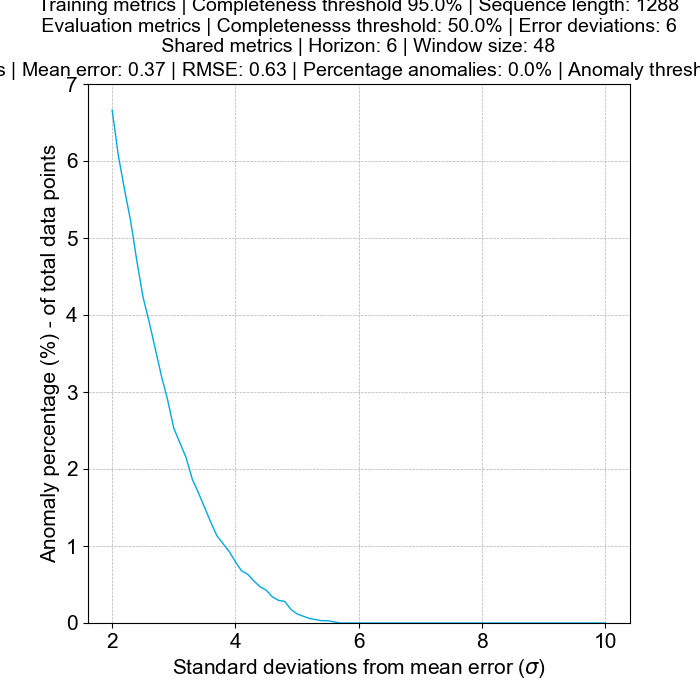 Training metrics | Completeness threshold 95.0% | Sequence length: 1288
Evaluation metrics | Completenesss threshold: 50.0% | Error deviations: 6
Shared metrics | Horizon: 6 | Window size: 48
| Mean error: 0.37 | RMSE: 0.63 | Percentage anomalies: 0.0% | Anomaly
7
6
5
4
3
2
1
0
Anomaly percentage (%) - of total data points
2 4 6 8 10
Standard deviations from mean error (σ)